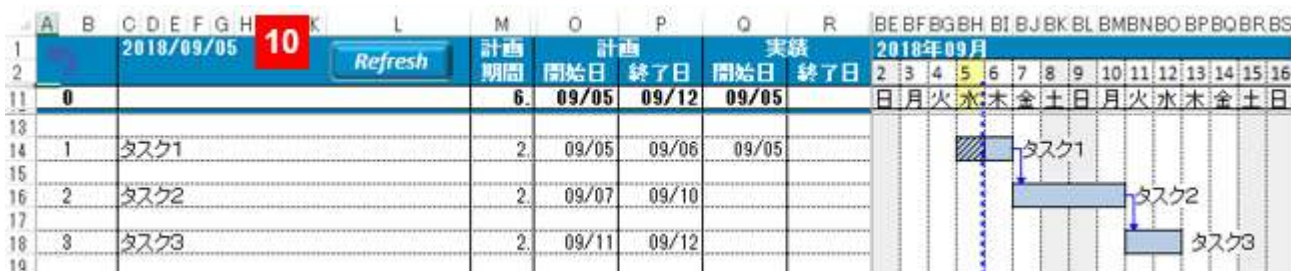 A B C D E F G H K L M O P Q R BE BF BG BH BI BJ BK BL BM BN BO BP BQ BR BS
1 2018/09/05 10 Refresh 計画 計画 実績 2018年09月
2 期間 開始日 終了日 開始日 終了日 2 3 4 5 6 7 8 9 10 11 12 13 14 15 16
11 0 6. 09/05 09/12 09/05 日 月 火 水 木 金 土 日 月 火 水 木 金 土 日
13
14 1 タスク1 2. 09/05 09/06 09/05 タスク1
15
16 2 タスク2 2. 09/07 09/10 タスク2
17
18 3 タスク3 2. 09/11 09/12 タスク3
19